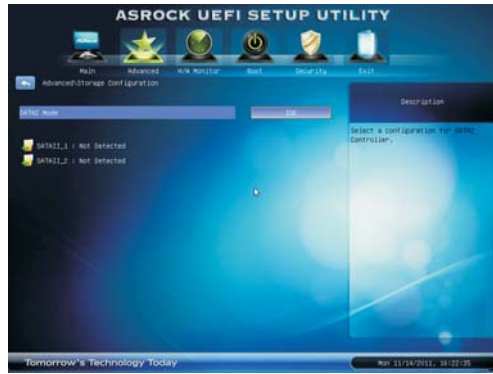 ASROCK UEFI SETUP UTILITY
Main Advanced H/W Monitor Boot Security Exit
Advanced\Storage Configuration
SATA2 Mode IDE
SATAII_1 : Not Detected
SATAII_2 : Not Detected
Description
Select a configuration for SATA2
Controller.
Tomorrow's Technology Today
Mon 11/14/2011, 16:22:35